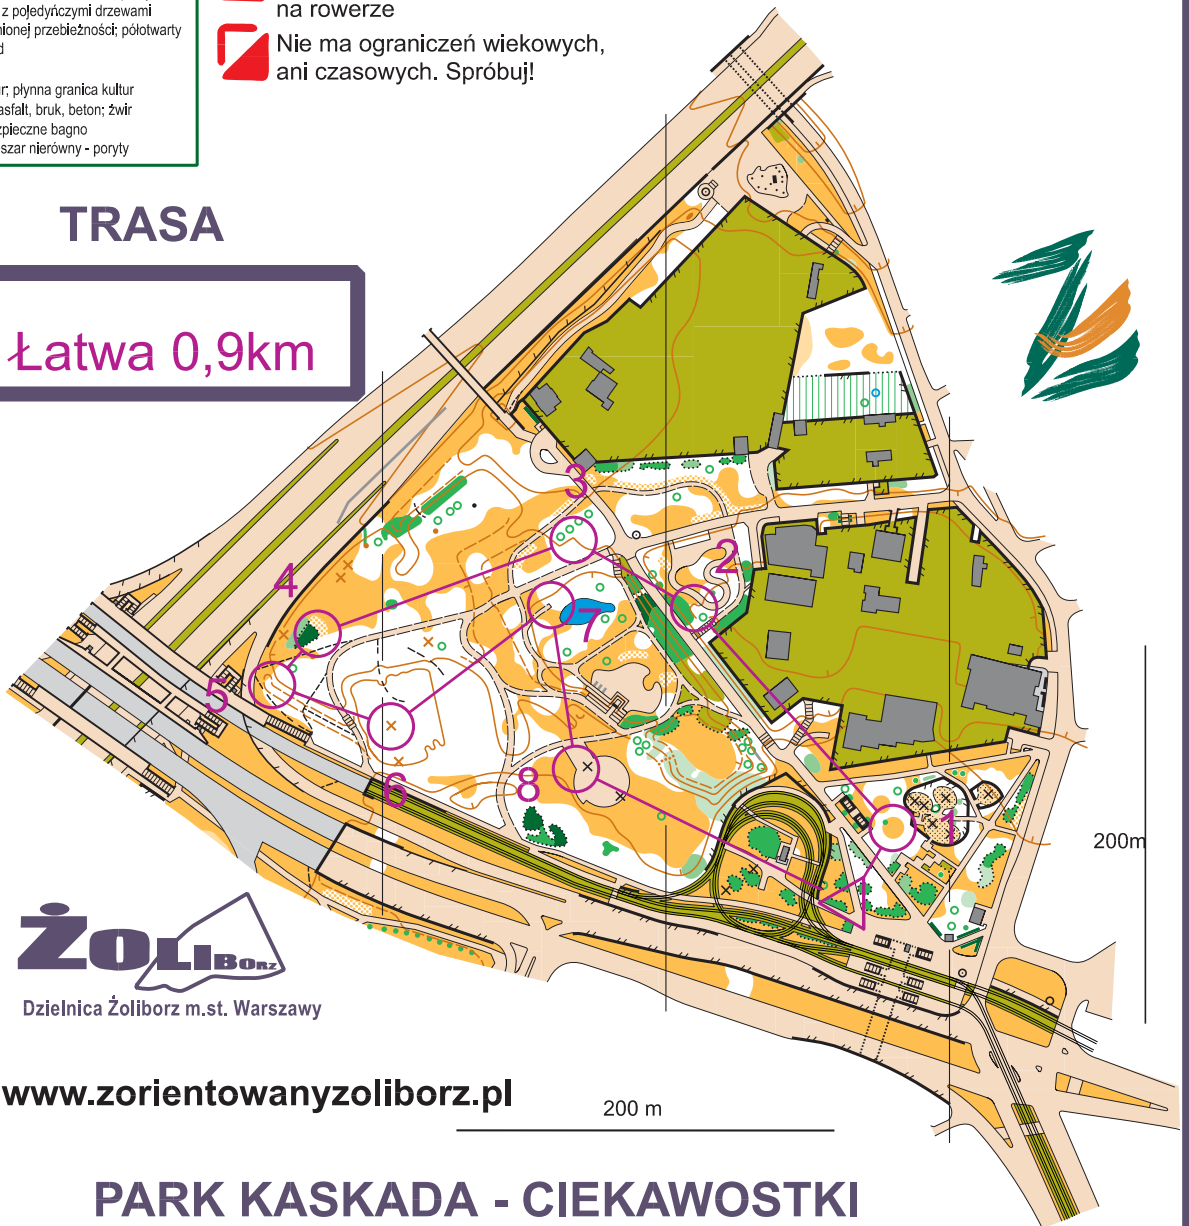 z pojedyńczymi drzewami
nionej przebieżności; półotwarty
d
r; płynna granica kultur
asfalt, bruk, beton; żwir
zpieczne bagno
szar nierówny - poryty
na rowerze
Nie ma ograniczeń wiekowych,
ani czasowych. Spróbuj!
TRASA
Łatwa 0,9km
3
2
4
7
5
6
8
1
200m
ŻOLIBORZ
Dzielnica Żoliborz m.st. Warszawy
www.zorientowanyzoliborz.pl
200 m
PARK KASKADA - CIEKAWOSTKI